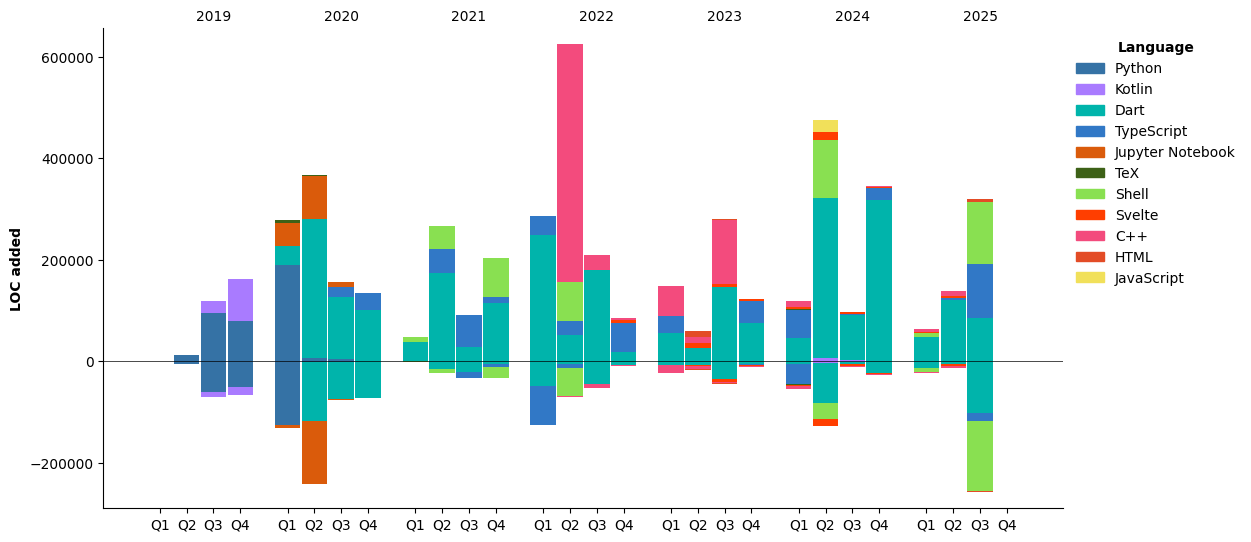 2019 2020 2021 2022 2023 2024 2025
LOC added
600000
400000
200000
0
−200000
Q1 Q2 Q3 Q4 Q1 Q2 Q3 Q4 Q1 Q2 Q3 Q4 Q1 Q2 Q3 Q4 Q1 Q2 Q3 Q4 Q1 Q2 Q3 Q4 Q1 Q2 Q3 Q4
Language
Python
Kotlin
Dart
TypeScript
Jupyter Notebook
TeX
Shell
Svelte
C++
HTML
JavaScript